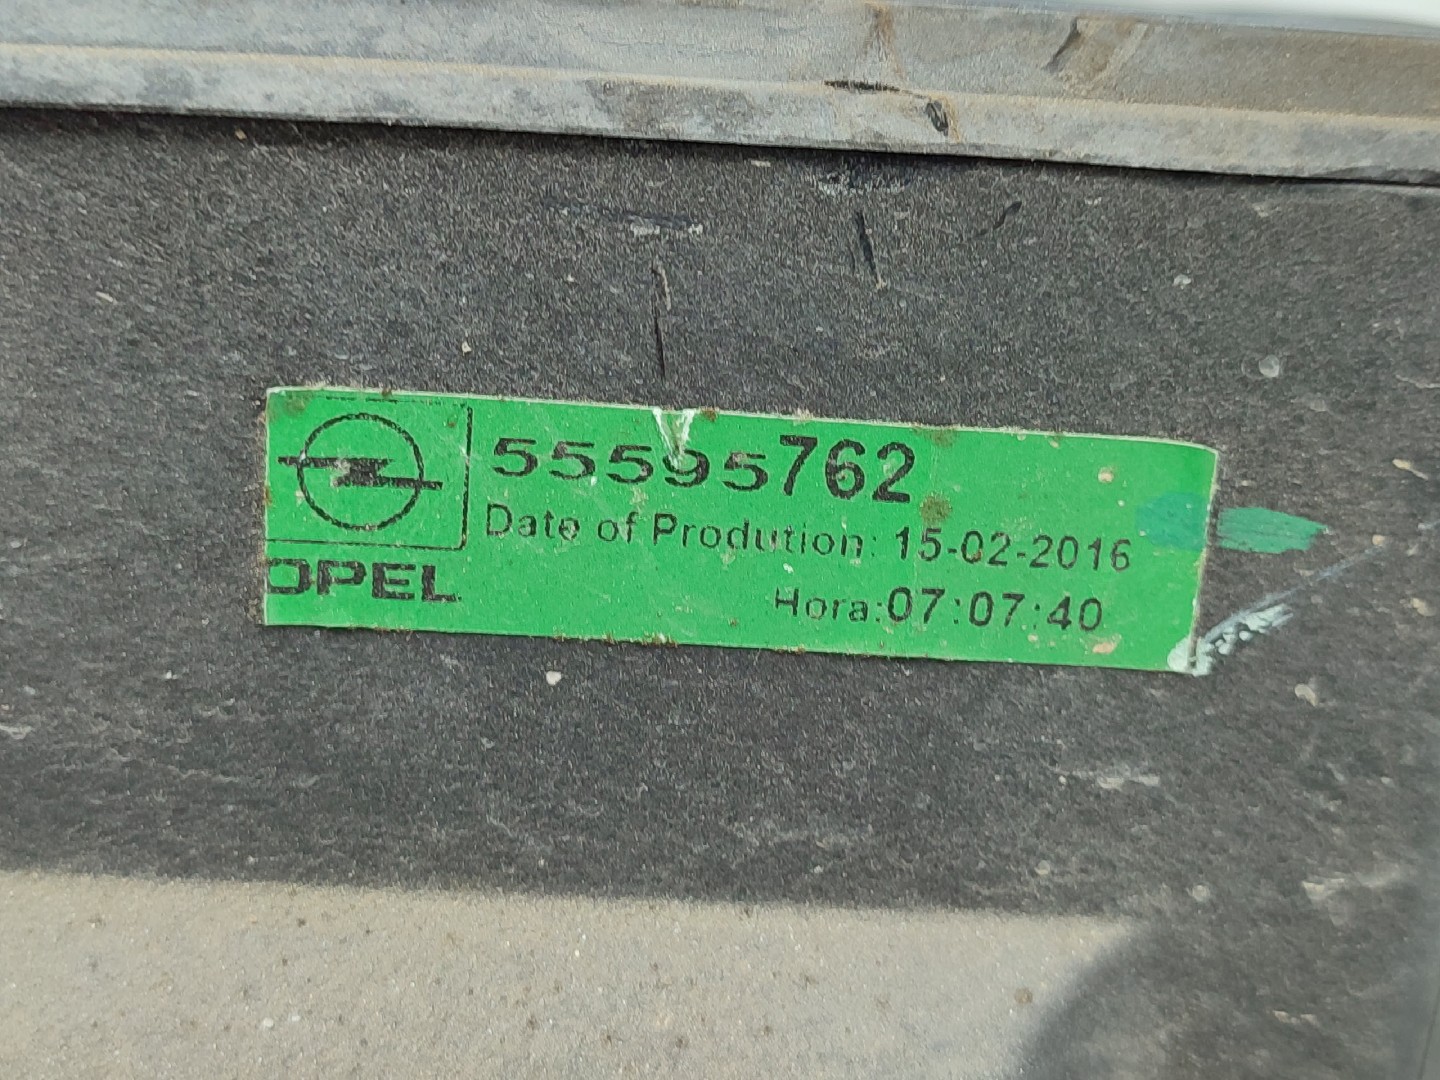 55595762
Date of Prodution: 15-02-2016
OPEL
Hora:07:07:40